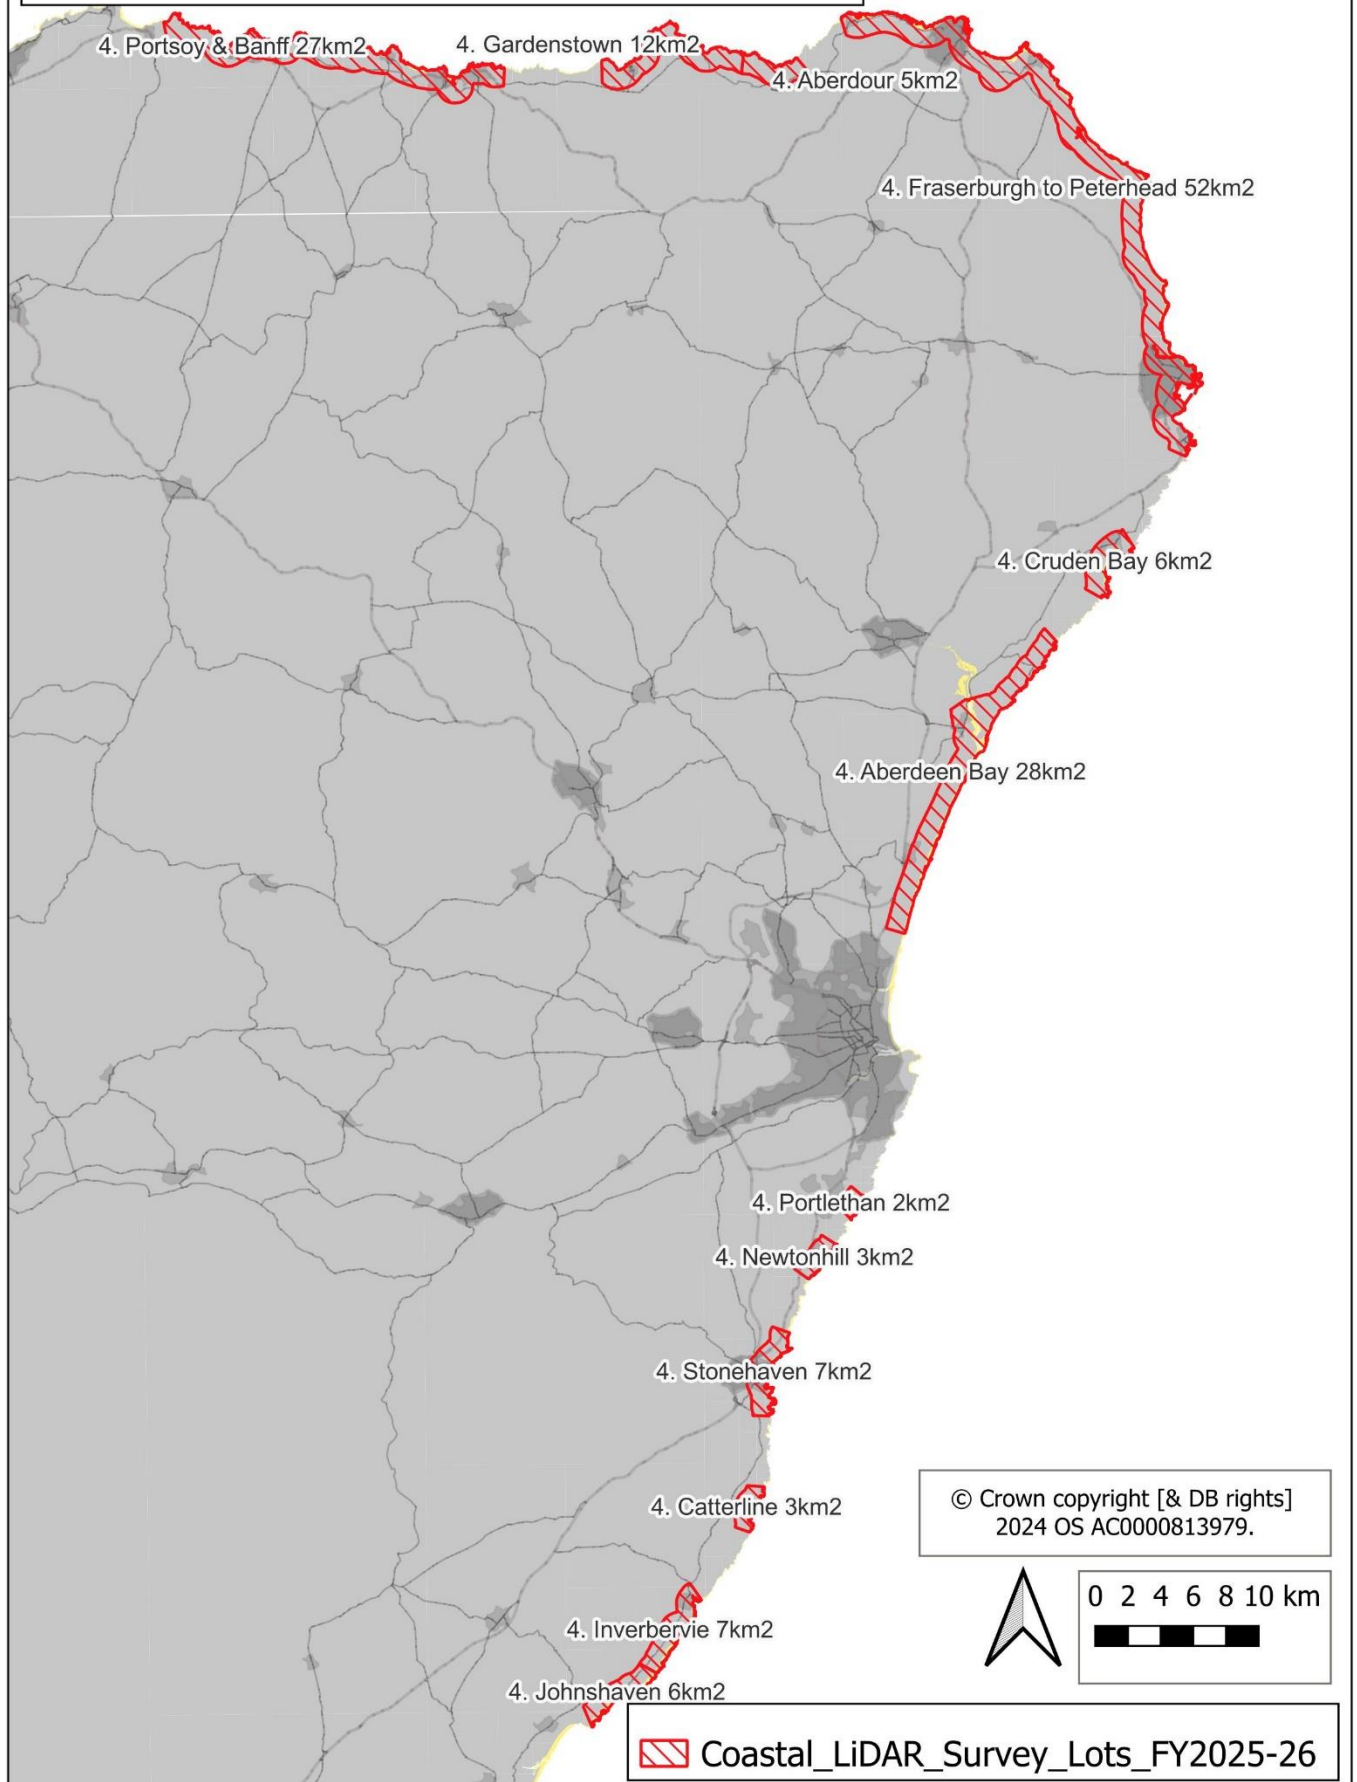 4. Portsoy & Banff 27km2
4. Gardenstown 12km2
4. Aberdour 5km2
4. Fraserburgh to Peterhead 52km2
4. Cruden Bay 6km2
4. Aberdeen Bay 28km2
4. Portlethan 2km2
4. Newtonhill 3km2
4. Stonehaven 7km2
4. Catterline 3km2
© Crown copyright [& DB rights]
2024 OS AC0000813979.
0 2 4 6 8 10 km
4. Inverbervie 7km2
4. Johnshaven 6km2
Coastal_LiDAR_Survey_Lots_FY2025-26